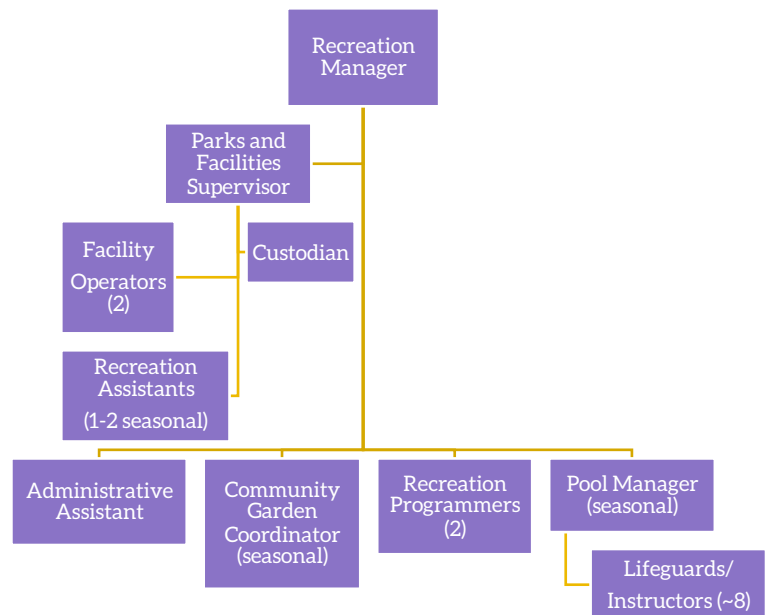 Recreation
Manager
Parks and
Facilities
Supervisor
Facility
Operators
(2)
Custodian
Recreation
Assistants
(1-2 seasonal)
Administrative
Assistant
Community
Garden
Coordinator
(seasonal)
Recreation
Programmers
(2)
Pool Manager
(seasonal)
Lifeguards/
Instructors (~8)